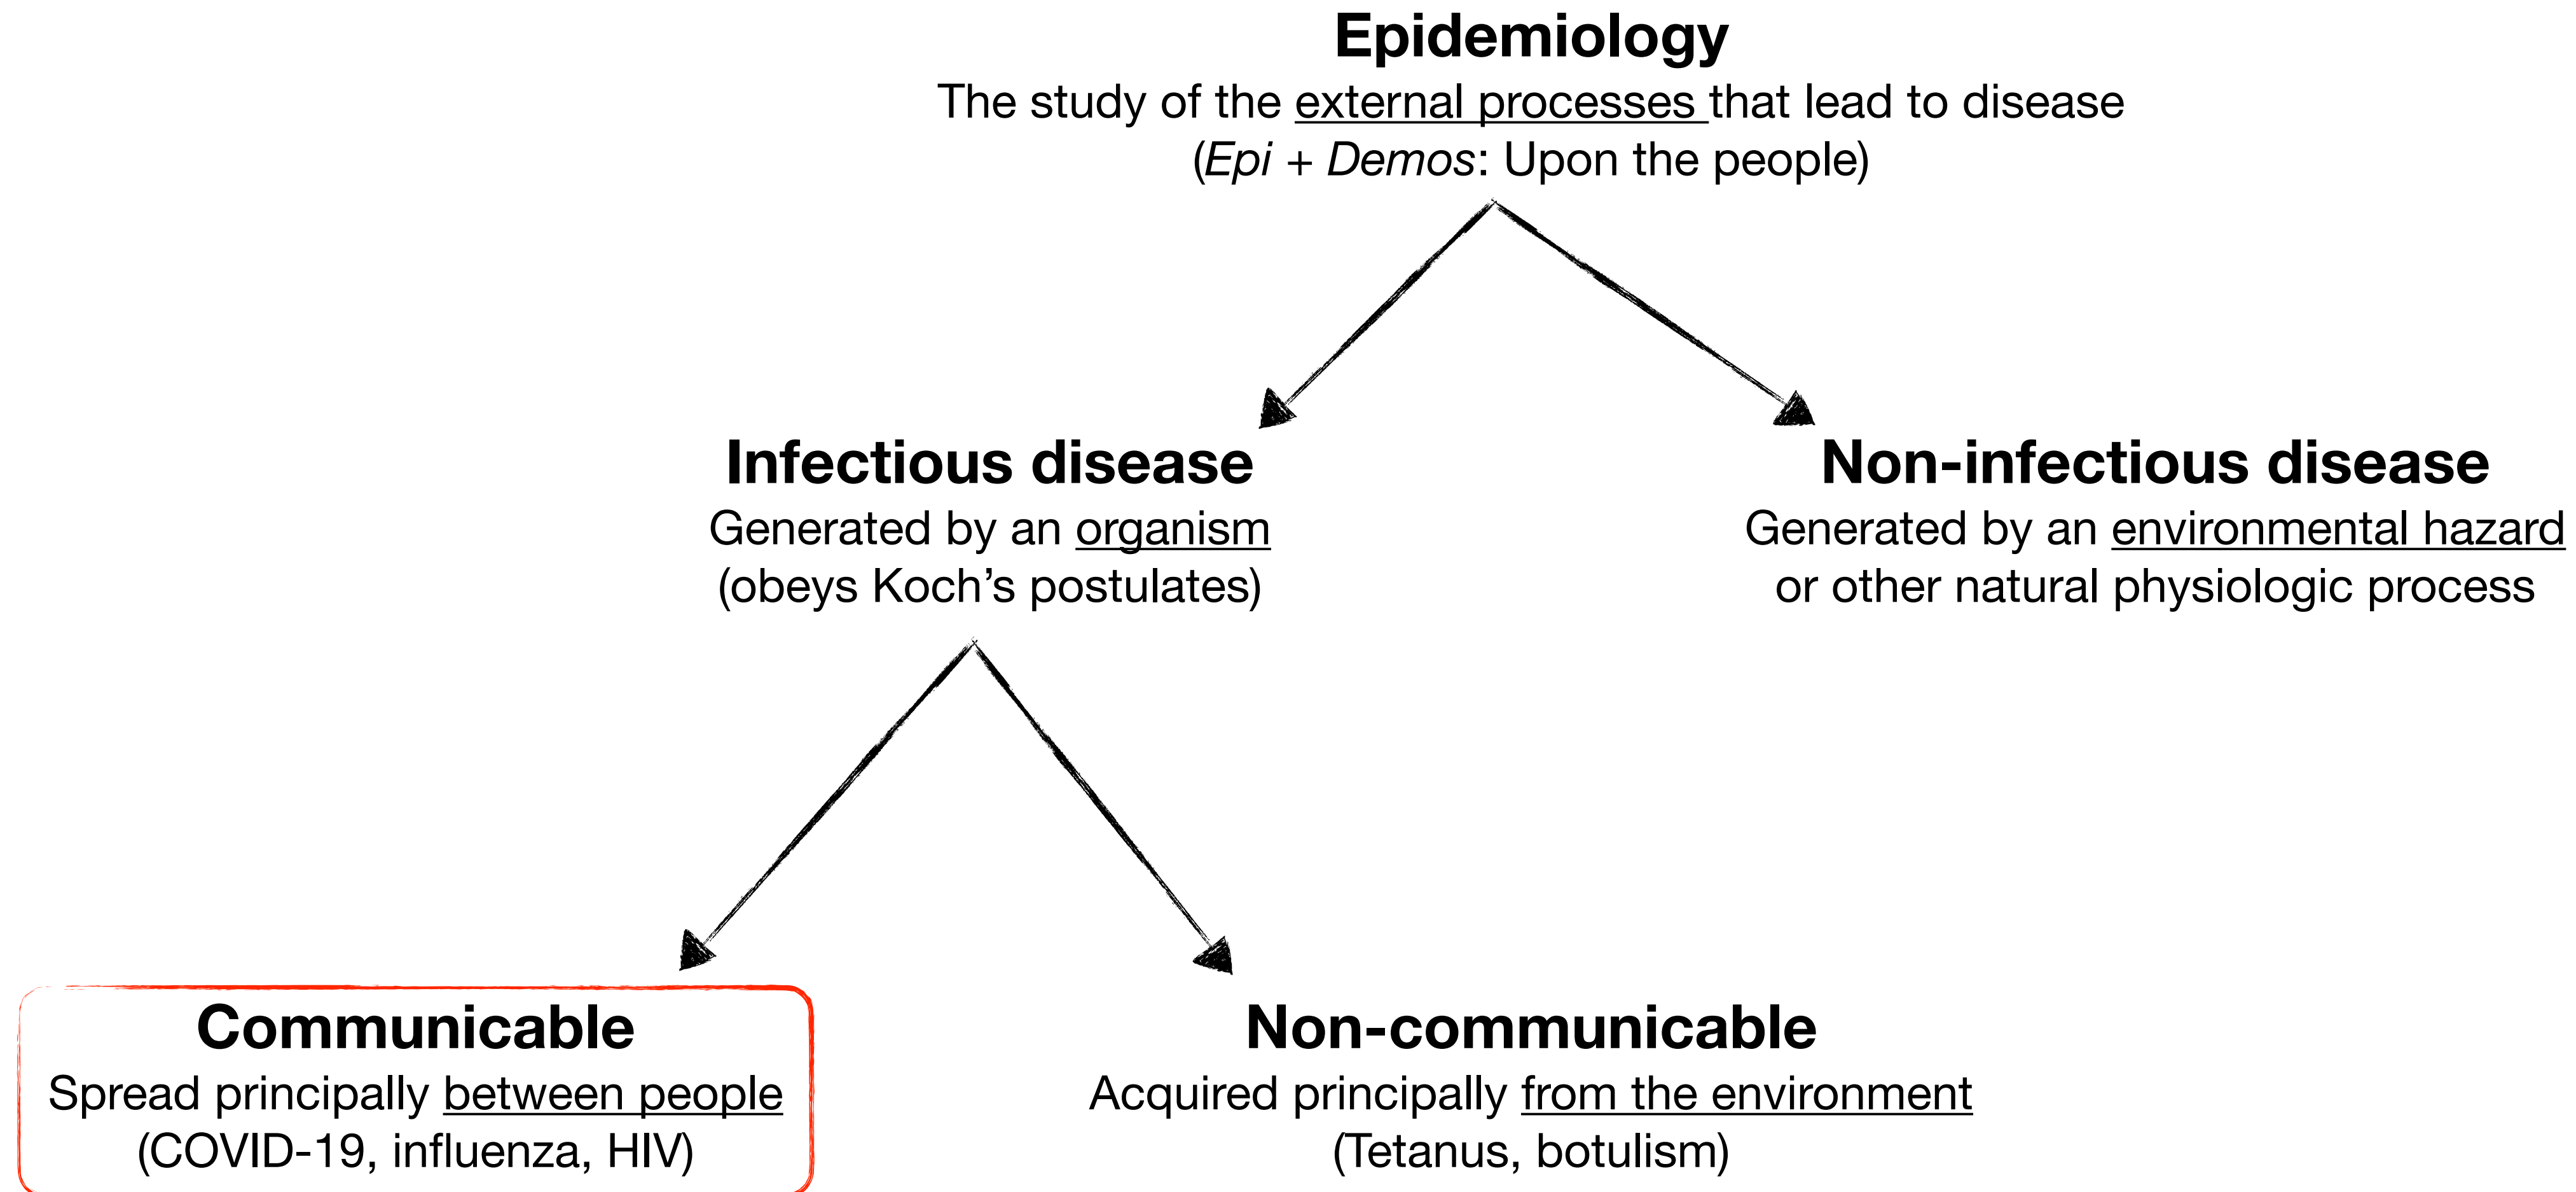 Epidemiology
The study of the external processes that lead to disease
(Epi + Demos: Upon the people)
Infectious disease
Generated by an organism
(obeys Koch’s postulates)
Non-infectious disease
Generated by an environmental hazard
or other natural physiologic process
Communicable
Spread principally between people
(COVID-19, influenza, HIV)
Non-communicable
Acquired principally from the environment
(Tetanus, botulism)